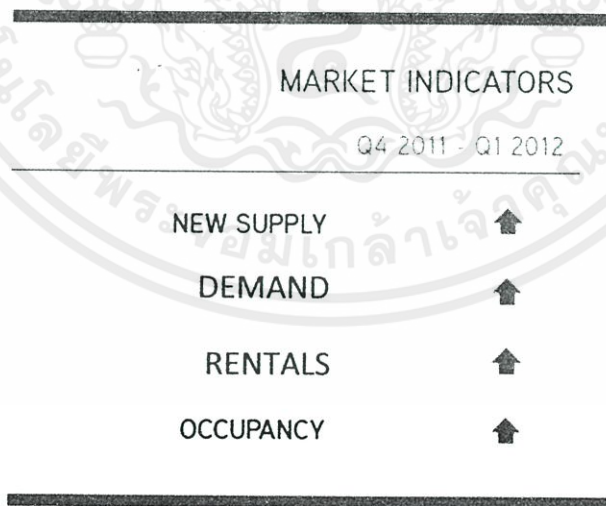 MARKET INDICATORS
Q4 2011 - Q1 2012
NEW SUPPLY
DEMAND
RENTALS
OCCUPANCY